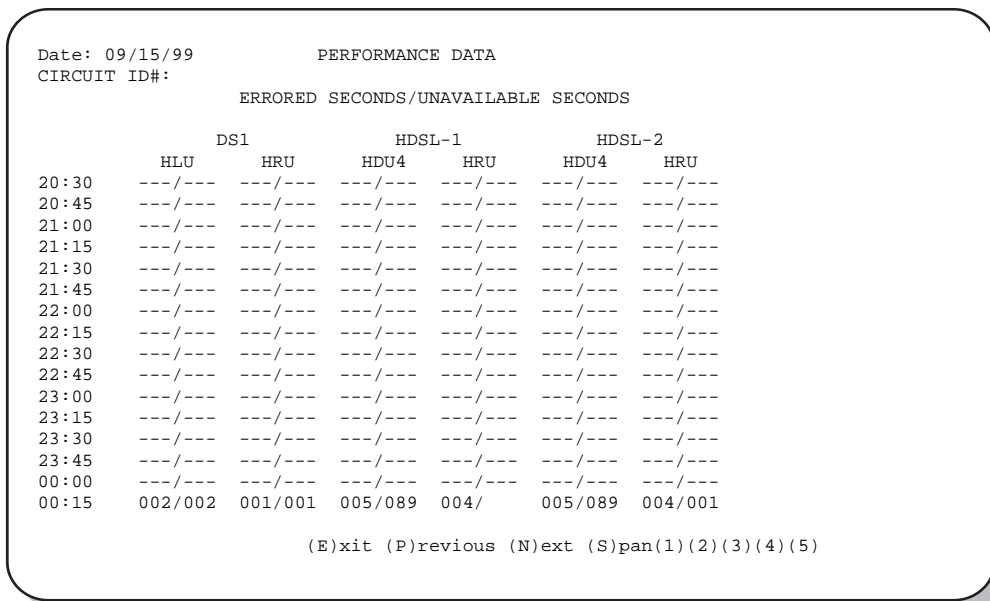 Date: 09/15/99 PERFORMANCE DATA
CIRCUIT ID#:
ERRORED SECONDS/UNAVAILABLE SECONDS
DS1 HDSL-1 HDSL-2
HLU HRU HDU4 HRU HDU4 HRU
20:30 ---/--- ---/--- ---/--- ---/--- ---/--- ---/---
20:45 ---/--- ---/--- ---/--- ---/--- ---/--- ---/---
21:00 ---/--- ---/--- ---/--- ---/--- ---/--- ---/---
21:15 ---/--- ---/--- ---/--- ---/--- ---/--- ---/---
21:30 ---/--- ---/--- ---/--- ---/--- ---/--- ---/---
21:45 ---/--- ---/--- ---/--- ---/--- ---/--- ---/---
22:00 ---/--- ---/--- ---/--- ---/--- ---/--- ---/---
22:15 ---/--- ---/--- ---/--- ---/--- ---/--- ---/---
22:30 ---/--- ---/--- ---/--- ---/--- ---/--- ---/---
22:45 ---/--- ---/--- ---/--- ---/--- ---/--- ---/---
23:00 ---/--- ---/--- ---/--- ---/--- ---/--- ---/---
23:15 ---/--- ---/--- ---/--- ---/--- ---/--- ---/---
23:30 ---/--- ---/--- ---/--- ---/--- ---/--- ---/---
23:45 ---/--- ---/--- ---/--- ---/--- ---/--- ---/---
00:00 ---/--- ---/--- ---/--- ---/--- ---/--- ---/---
00:15 002/002 001/001 005/089 004/ 005/089 004/001
(E)xit (P)revious (N)ext (S)pan(1)(2)(3)(4)(5)